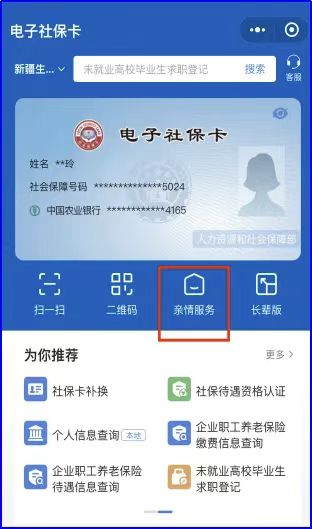 电子社保卡
新疆生...
未就业高校毕业生求职登记
搜索
客服
电子社保卡
姓名 **玲
社会保障号码 **************5024
中国农业银行 ************4165
人力资源和社会保障部
扫一扫
二维码
亲情服务
长辈版
为你推荐
更多 >
社保卡补换
社保待遇资格认证
个人信息查询 本地
企业职工养老保险
缴费信息查询
企业职工养老保险
待遇信息查询
未就业高校毕业生
求职登记